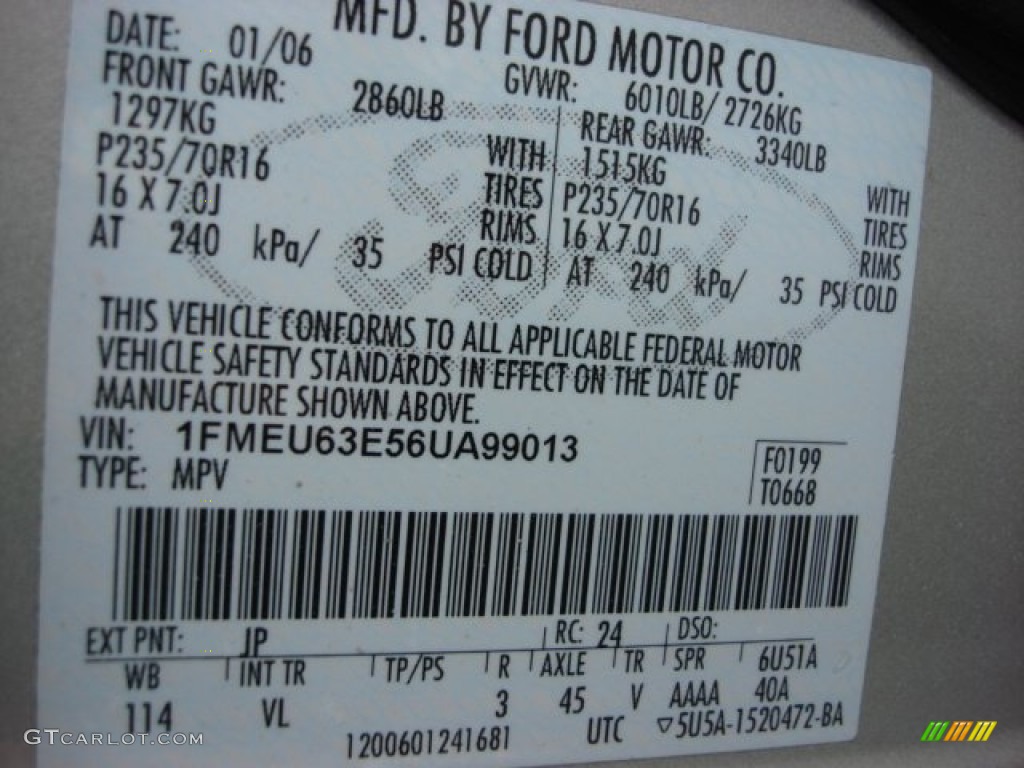 MFD. BY FORD MOTOR CO.
DATE: 01/06 GVWR: 6010LB/ 2726KG
FRONT GAWR: 2860LB REAR GAWR: 3340LB
1297KG WITH 1515KG WITH
P235/70R16 TIRES P235/70R16 TIRES
16 X 7.0J RIMS 16 X 7.0J RIMS
AT 240 kPa/ 35 PSI COLD AT 240 kPa/ 35 PSI COLD
THIS VEHICLE CONFORMS TO ALL APPLICABLE FEDERAL MOTOR
VEHICLE SAFETY STANDARDS IN EFFECT ON THE DATE OF
MANUFACTURE SHOWN ABOVE.
VIN: 1FMEU63E56UA99013
TYPE: MPV F0199
T0668
EXT PNT: JP RC: 24 DSO:
WB INT TR TP/PS R AXLE TR SPR 6U51A
114 VL 3 45 V AAAA 40A
1200601241681 UTC ▽5U5A-1520472-BA
GTCARLOT.COM